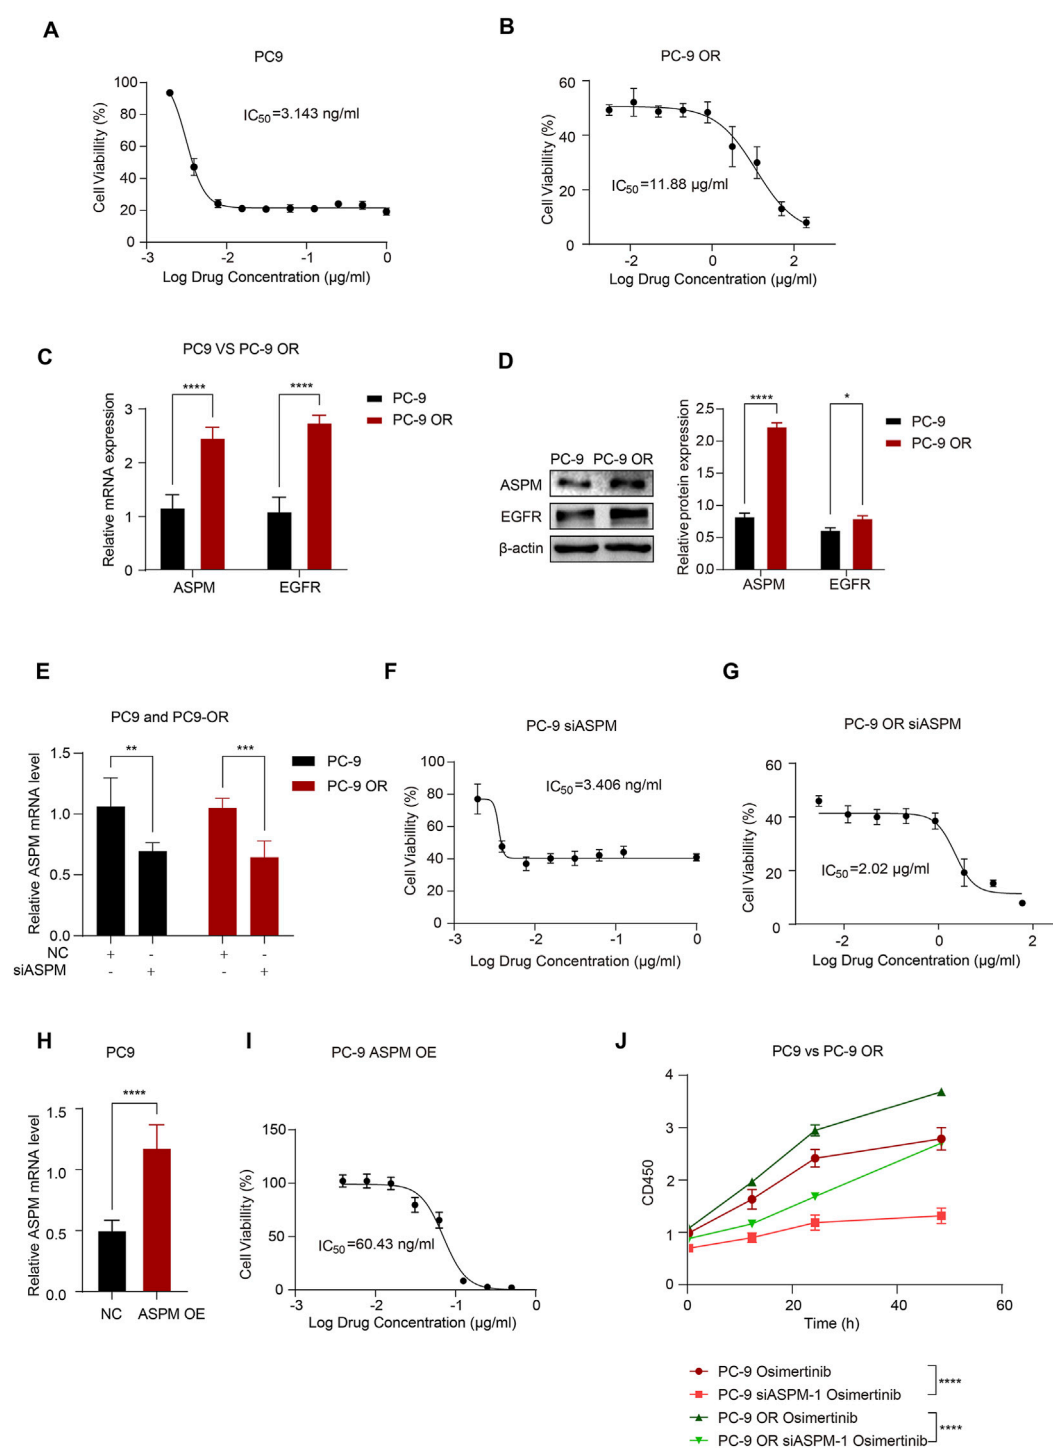 A
PC9
100
80
60
40
20
0
Cell Viabillity (%)
IC50=3.143 ng/ml
-3 -2 -1 0
Log Drug Concentration (μg/ml)
B
PC-9 OR
60
40
20
0
Cell Viability (%)
IC50=11.88 μg/ml
-2 0 2
Log Drug Concentration (μg/ml)
C
PC9 VS PC-9 OR
3
2
1
0
Relative mRNA expression
**** ****
PC-9
PC-9 OR
ASPM EGFR
D
PC-9 PC-9 OR
ASPM
EGFR
β-actin
2.5
2.0
1.5
1.0
0.5
0.0
Relative protein expression
**** *
PC-9
PC-9 OR
ASPM EGFR
E
PC9 and PC9-OR
1.5
1.0
0.5
0.0
Relative ASPM mRNA level
** ***
PC-9
PC-9 OR
NC + - + -
siASPM - + - +
F
PC-9 siASPM
100
80
60
40
20
0
Cell Viabillity (%)
IC50=3.406 ng/ml
-3 -2 -1 0
Log Drug Concentration (μg/ml)
G
PC-9 OR siASPM
60
40
20
0
Cell Viabillity (%)
IC50=2.02 μg/ml
-2 0 2
Log Drug Concentration (μg/ml)
H
PC9
1.5
1.0
0.5
0.0
Relative ASPM mRNA level
****
NC ASPM OE
I
PC-9 ASPM OE
150
100
50
0
Cell Viabillity (%)
IC50=60.43 ng/ml
-3 -2 -1 0
Log Drug Concentration (μg/ml)
J
PC9 vs PC-9 OR
4
3
2
1
0
CD450
0 20 40 60
Time (h)
PC-9 Osimertinib
PC-9 siASPM-1 Osimertinib
****
PC-9 OR Osimertinib
PC-9 OR siASPM-1 Osimertinib
****